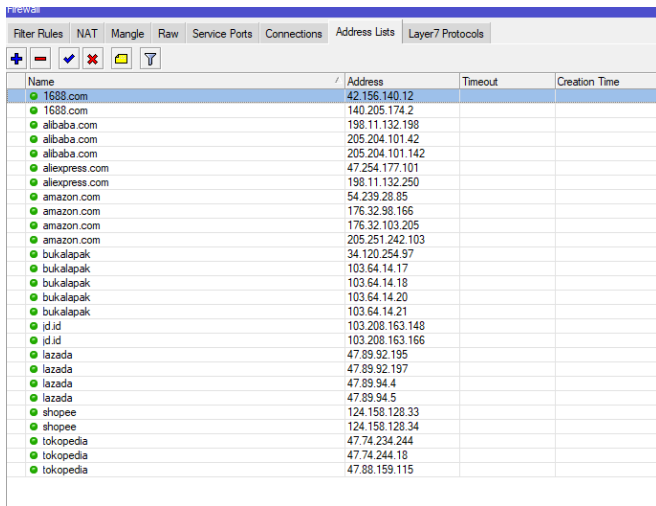 Firewall
Filter Rules NAT Mangle Raw Service Ports Connections Address Lists Layer7 Protocols
Name / Address Timeout Creation Time
1688.com 42.156.140.12
1688.com 140.205.174.2
alibaba.com 198.11.132.198
alibaba.com 205.204.101.42
alibaba.com 205.204.101.142
aliexpress.com 47.254.177.101
aliexpress.com 198.11.132.250
amazon.com 54.239.28.85
amazon.com 176.32.98.166
amazon.com 176.32.103.205
amazon.com 205.251.242.103
bukalapak 34.120.254.97
bukalapak 103.64.14.17
bukalapak 103.64.14.18
bukalapak 103.64.14.20
bukalapak 103.64.14.21
jd.id 103.208.163.148
jd.id 103.208.163.166
lazada 47.89.92.195
lazada 47.89.92.197
lazada 47.89.94.4
lazada 47.89.94.5
shopee 124.158.128.33
shopee 124.158.128.34
tokopedia 47.74.234.244
tokopedia 47.74.244.18
tokopedia 47.88.159.115